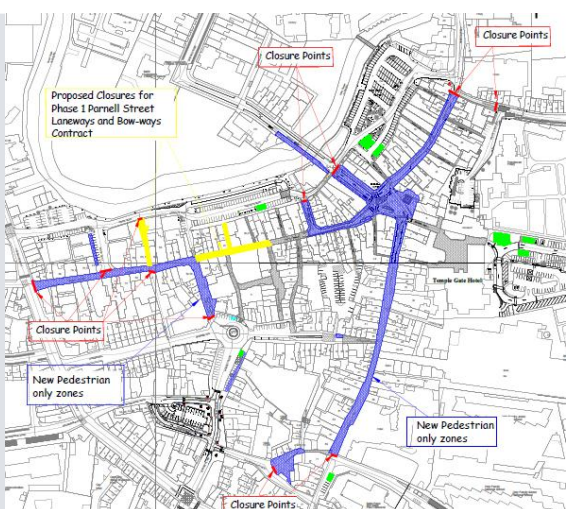 Closure Points
Closure Points
Proposed Closures for
Phase 1 Parnell Street
Laneways and Bow-ways
Contract
Temple Gate Hotel
Closure Points
New Pedestrian
only zones
New Pedestrian
only zones
Closure Points